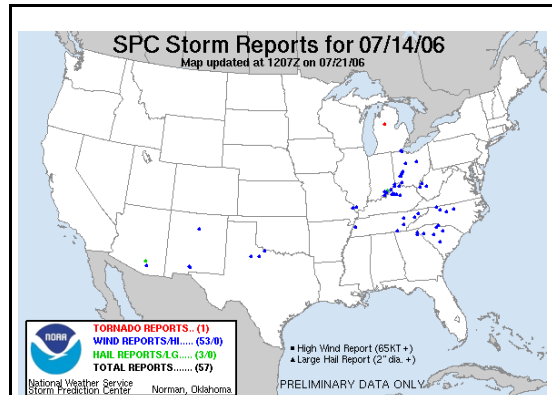 SPC Storm Reports for 07/14/06
Map updated at 1207Z on 07/21/06
NOAA
TORNADO REPORTS.. (1)
WIND REPORTS/HI..... (53/0)
HAIL REPORTS/LG...... (3/0)
TOTAL REPORTS....... (57)
National Weather Service
Storm Prediction Center Norman, Oklahoma
High Wind Report (65KT +)
Large Hail Report (2" dia. +)
PRELIMINARY DATA ONLY